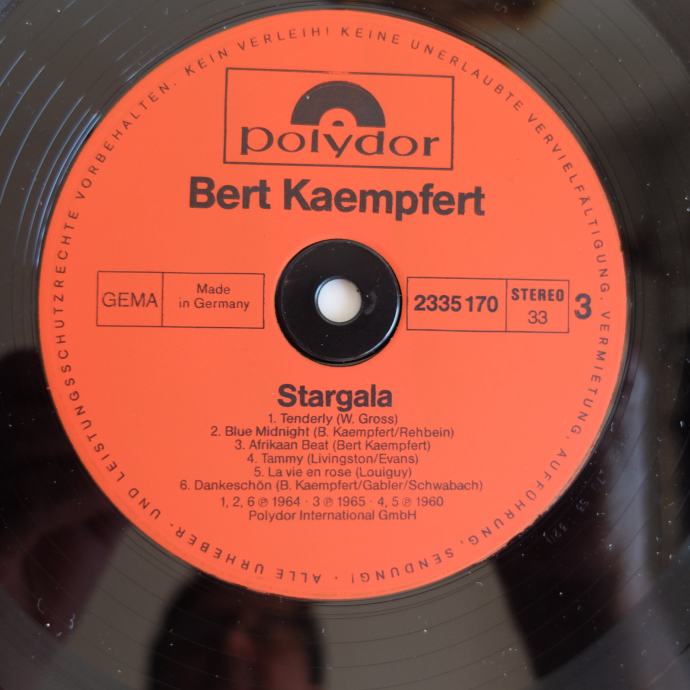 ALLE URHEBER- UND LEISTUNGSSCHUTZRECHTE VORBEHALTEN. KEIN VERLEIH! KEINE UNERLAUBTE VERVIELFÄLTIGUNG, VERMIETUNG, AUFFÜHRUNG, SENDUNG! ·
polydor
Bert Kaempfert
GEMA
Made
in Germany
2335170
STEREO
33
3
Stargala
1. Tenderly (W. Gross)
2. Blue Midnight (B. Kaempfert/Rehbein)
3. Afrikaan Beat (Bert Kaempfert)
4. Tammy (Livingston/Evans)
5. La vie en rose (Louiguy)
6. Dankeschön (B. Kaempfert/Gabler/Schwabach)
1, 2, 6 ℗ 1964 · 3 ℗ 1965 · 4, 5 ℗ 1960
Polydor International GmbH